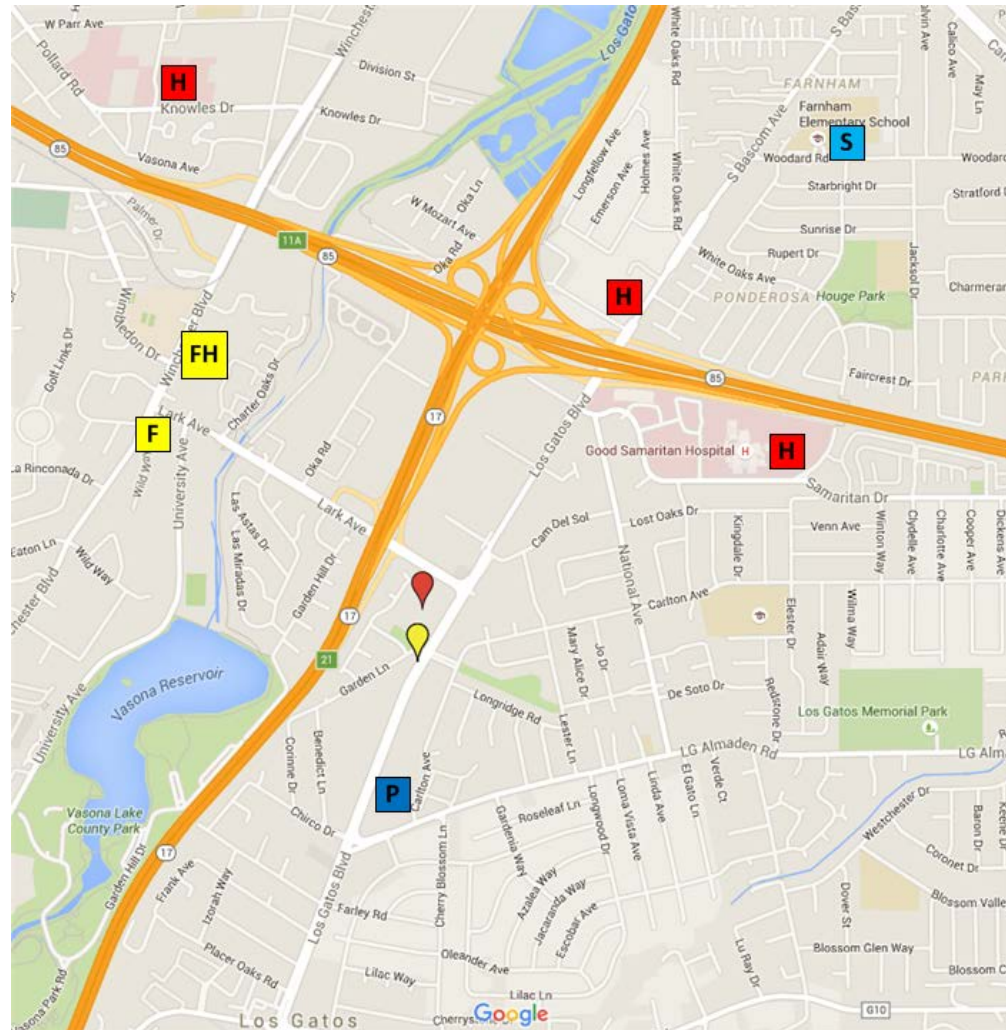 W Parr Ave
Pollard Rd
Winchester
Division St
Los Gatos
White Oaks Rd
S Bascom Ave
Calico Ave
May Ln
FARNHAM
H
Knowles Dr
Knowles Dr
Farnham
Elementary School
S
Woodard Rd
Woodard
85
Vasona Ave
Longfellow Ave
Emerson Ave
Holmes Ave
White Oaks Rd
S Bascom Ave
Starbright Dr
Stratford
Oka Ln
W Mozart Ave
Palmer Dr
11A
85
Oka Rd
Sunrise Dr
Rupert Dr
Jacksol Dr
White Oaks Ave
H
PONDEROSA
Houge Park
Charmeran
Wimbledon Dr
Winchester Blvd
FH
Golf Links Dr
Charter Oaks Dr
85
Faircrest Dr
Los Gatos Blvd
17
F
Lark Ave
Oka Rd
Good Samaritan Hospital
H
H
La Rinconada Dr
Wild Way
University Ave
Samaritan Dr
Eaton Ln
Wild Way
Las Astas Dr
Las Miradas Dr
Lark Ave
Cam Del Sol
Lost Oaks Dr
Kingdale Dr
Venn Ave
Winton Way
Clydelle Ave
Charlotte Ave
Cooper Ave
Dickens Ave
National Ave
Garden Hill Dr
Carlton Ave
Elester Dr
Wilma Way
Adair Way
17
21
Garden Ln
Vasona Reservoir
University Ave
Mary Alice Dr
Jo Dr
De Soto Dr
Redstone Dr
Longridge Rd
Lester Ln
Los Gatos Memorial Park
LG Almaden Rd
Corinne Dr
Benedict Ln
P
Carlton Ave
Vasona Lake
County Park
Chirco Dr
Roseleaf Ln
Gardenia Way
Longwood Dr
Loma Vista Ave
Linda Ave
El Gato Ln
Verde Ct
Westchester Dr
Baron Dr
Keene Dr
Coronet Dr
17
Garden Hill Dr
Frank Ave
Izorah Way
Los Gatos Blvd
Cherry Blossom Ln
Azalea Way
Jacaranda Way
Escobar Ave
Dover St
Blossom Valley
Farley Rd
Placer Oaks Rd
Oleander Ave
Lilac Way
Lu Ray Dr
Blossom Glen Way
Blossom
Vasona Park Rd
Lilac Ln
Google
G10
Los Gatos